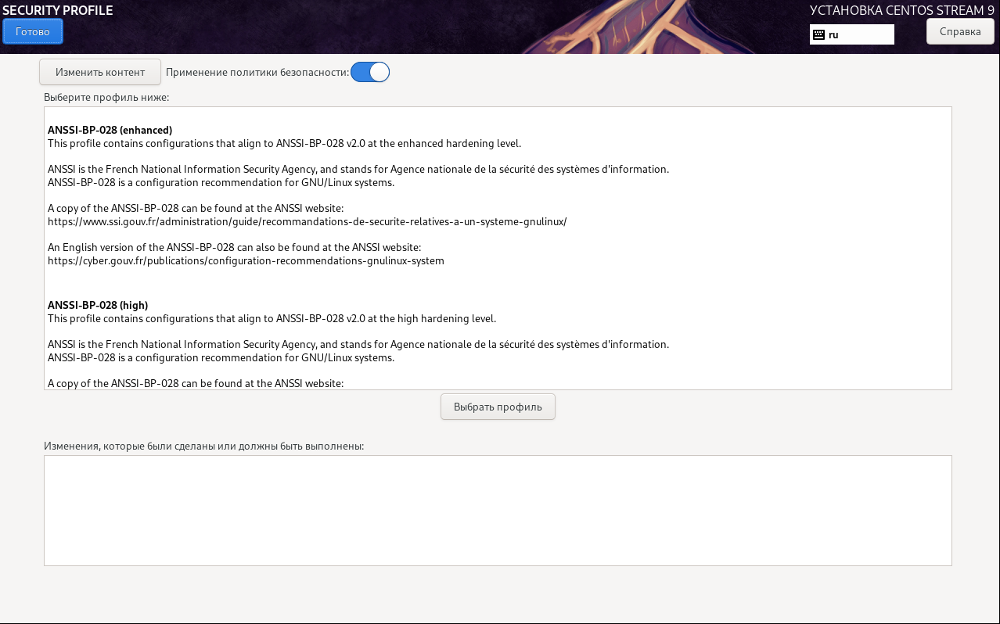 SECURITY PROFILE
УСТАНОВКА CENTOS STREAM 9
Готово
ru
Справка
Изменить контент
Применение политики безопасности:
Выберите профиль ниже:
ANSSI-BP-028 (enhanced)
This profile contains configurations that align to ANSSI-BP-028 v2.0 at the enhanced hardening level.
ANSSI is the French National Information Security Agency, and stands for Agence nationale de la sécurité des systèmes d'information.
ANSSI-BP-028 is a configuration recommendation for GNU/Linux systems.
A copy of the ANSSI-BP-028 can be found at the ANSSI website:
https://www.ssi.gouv.fr/administration/guide/recommandations-de-securite-relatives-a-un-systeme-gnulinux/
An English version of the ANSSI-BP-028 can also be found at the ANSSI website:
https://cyber.gouv.fr/publications/configuration-recommendations-gnulinux-system
ANSSI-BP-028 (high)
This profile contains configurations that align to ANSSI-BP-028 v2.0 at the high hardening level.
ANSSI is the French National Information Security Agency, and stands for Agence nationale de la sécurité des systèmes d'information.
ANSSI-BP-028 is a configuration recommendation for GNU/Linux systems.
A copy of the ANSSI-BP-028 can be found at the ANSSI website:
Выбрать профиль
Изменения, которые были сделаны или должны быть выполнены: